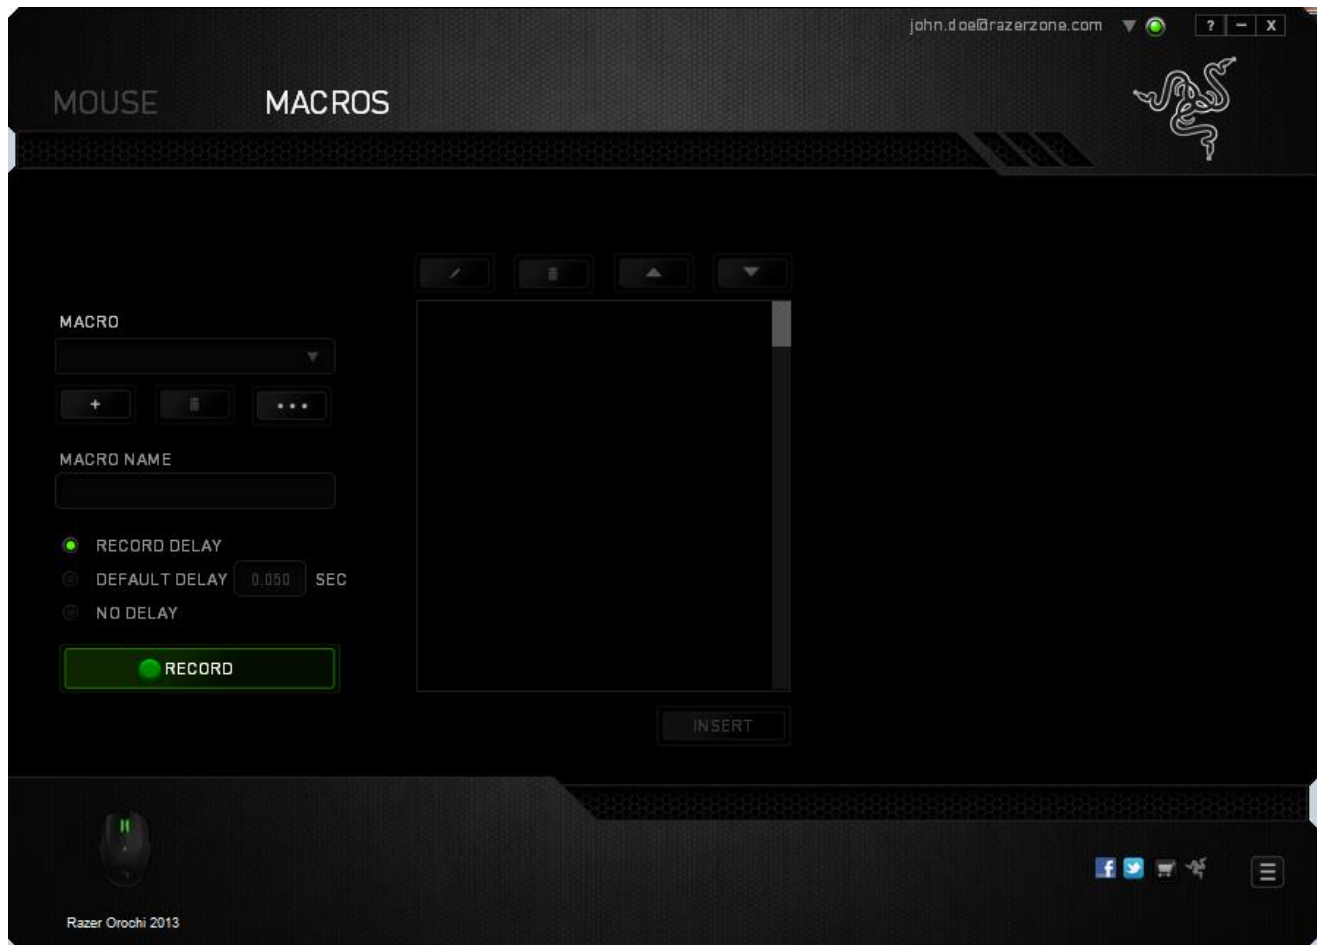 john.doe@razerzone.com
? – X
MOUSE MACROS
MACRO
+ •••
MACRO NAME
RECORD DELAY
DEFAULT DELAY 0.050 SEC
NO DELAY
RECORD
INSERT
Razer Orochi 2013